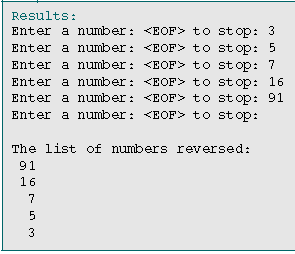 Results:
Enter a number: <EOF> to stop: 3
Enter a number: <EOF> to stop: 5
Enter a number: <EOF> to stop: 7
Enter a number: <EOF> to stop: 16
Enter a number: <EOF> to stop: 91
Enter a number: <EOF> to stop:

The list of numbers reversed:
91
16
7
5
3